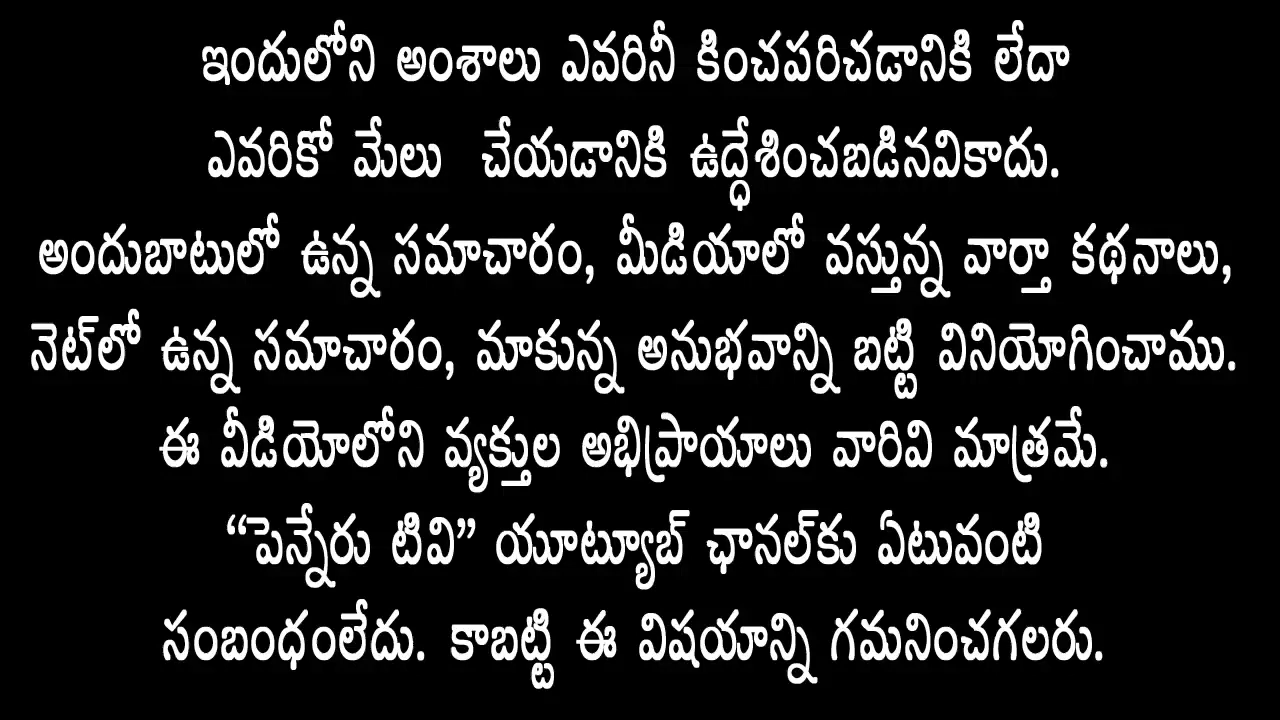 ఇందులోని అంశాలు ఎవరినీ కించపరిచడానికి లేదా
ఎవరికో మేలు చేయడానికి ఉద్ధేశించబడినవికాదు.
అందుబాటులో ఉన్న సమాచారం, మీడియాలో వస్తున్న వార్తా కథనాలు,
నెట్‌లో ఉన్న సమాచారం, మాకున్న అనుభవాన్ని బట్టి వినియోగించాము.
ఈ వీడియోలోని వ్యక్తుల అభిప్రాయాలు వారివి మాత్రమే.
“పెన్నేరు టివి” యూట్యూబ్ ఛానల్‌కు ఏటువంటి
సంబంధంలేదు. కాబట్టి ఈ విషయాన్ని గమనించగలరు.